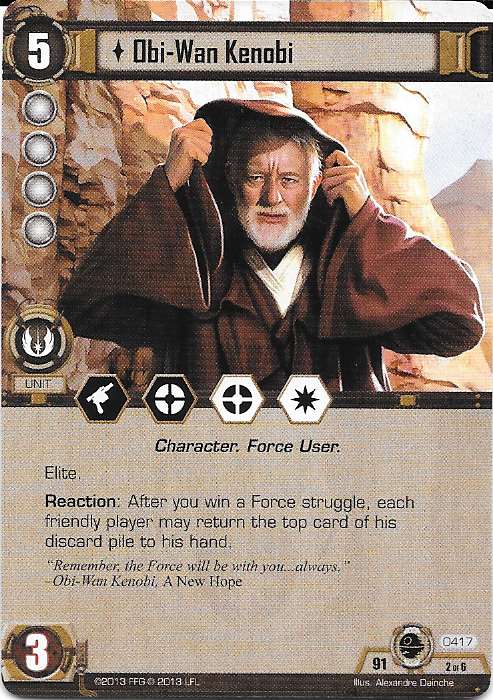 5
Obi-Wan Kenobi
UNIT
Character. Force User.
Elite.
Reaction: After you win a Force struggle, each
friendly player may return the top card of his
discard pile to his hand.
“Remember, the Force will be with you...always.”
–Obi-Wan Kenobi, A New Hope
3
©2013 FFG © 2013 LFL
91
0417
2 of 6
Illus. Alexandre Dainche